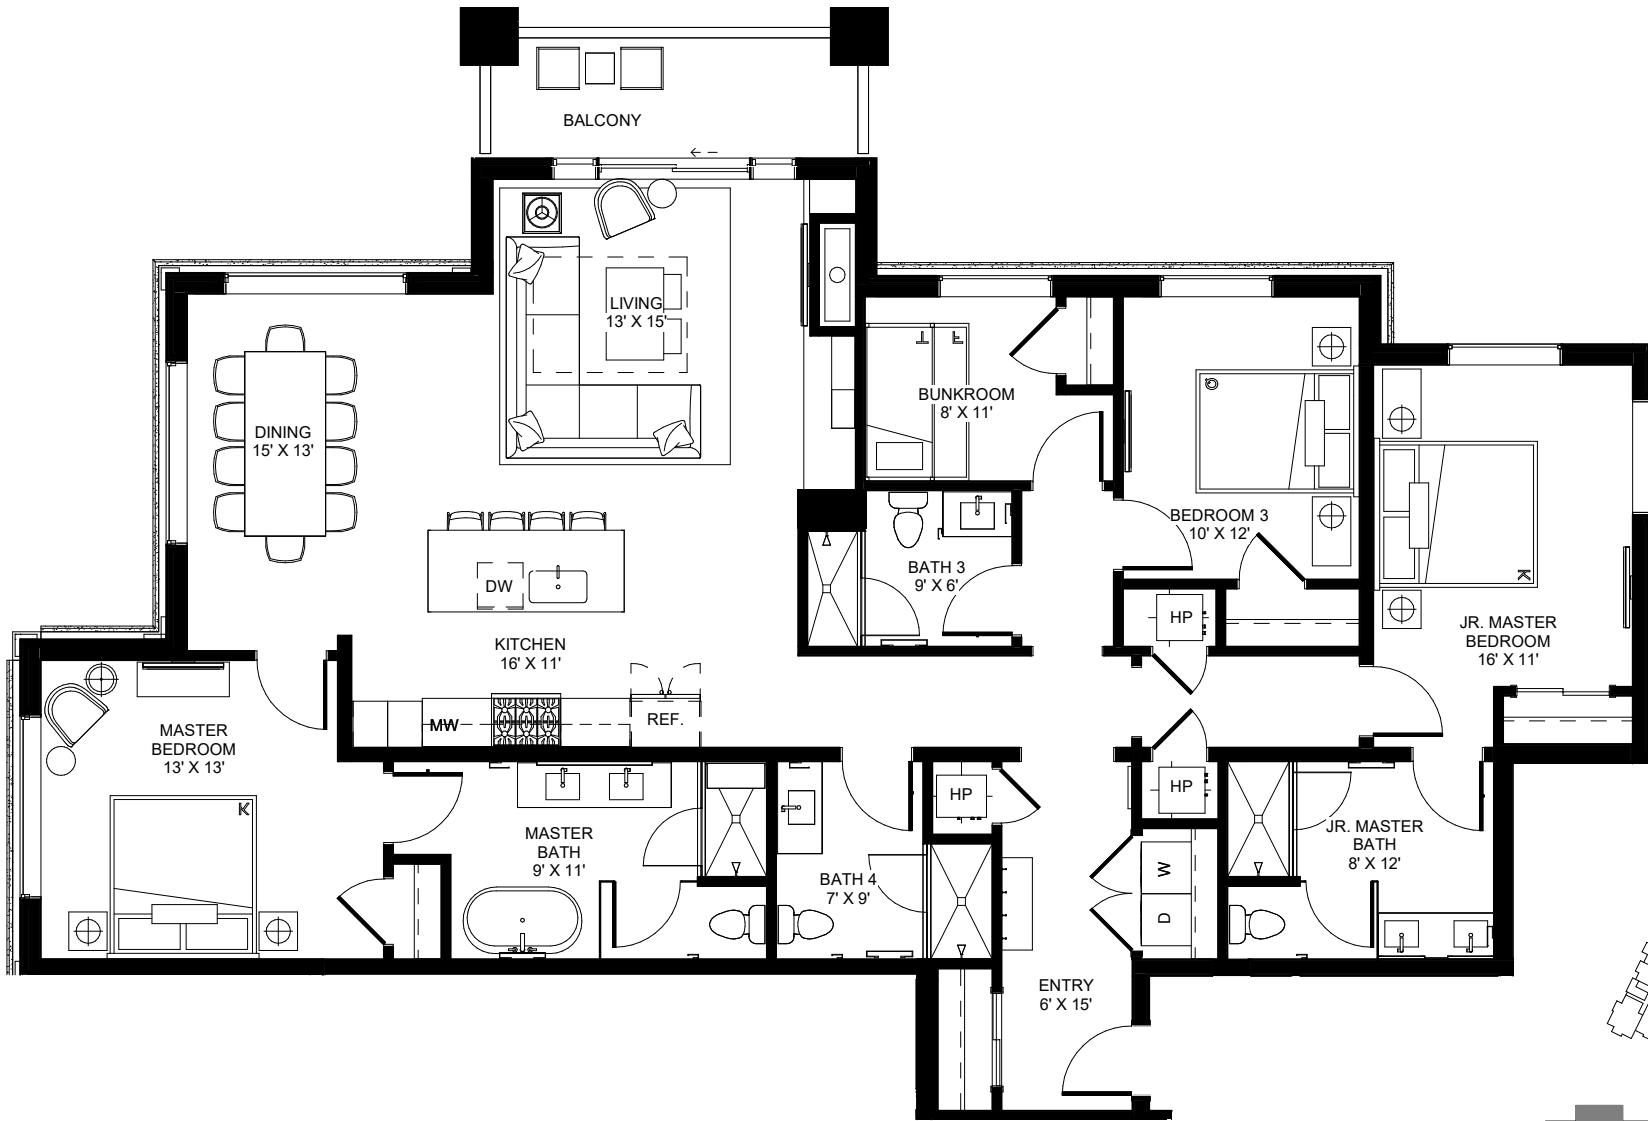 BALCONY
LIVING
13' X 15'
DINING
15' X 13'
T
F
BUNKROOM
8' X 11'
Q
BEDROOM 3
10' X 12'
BATH 3
9' X 6'
DW
KITCHEN
16' X 11'
HP
K
JR. MASTER
BEDROOM
16' X 11'
MW
REF.
MASTER
BEDROOM
13' X 13'
K
HP
HP
MASTER
BATH
9' X 11'
BATH 4
7' X 9'
W
D
JR. MASTER
BATH
8' X 12'
ENTRY
6' X 15'